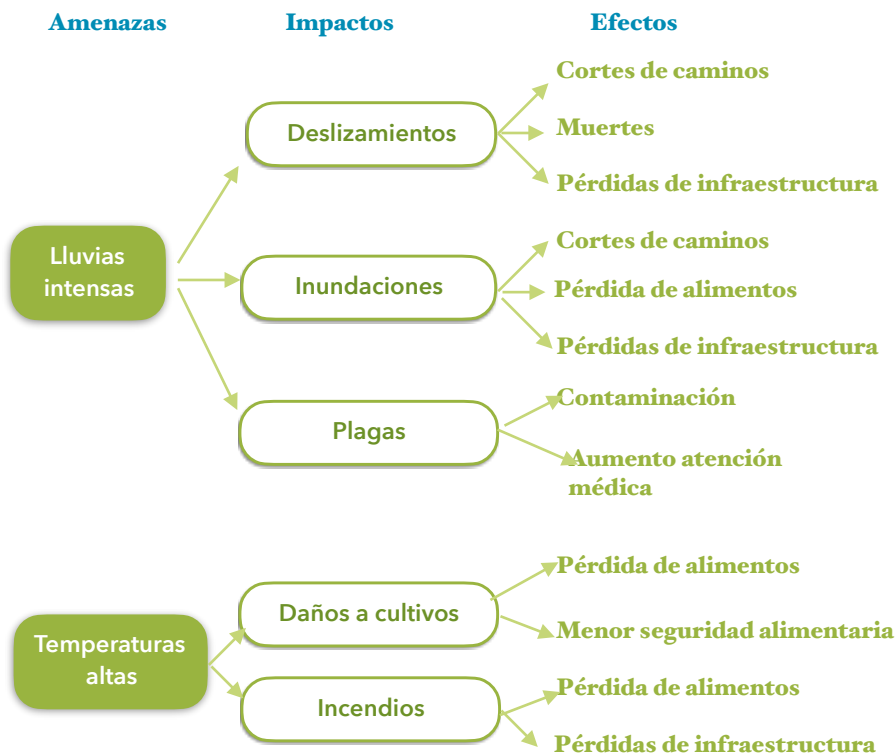 Amenazas
Impactos
Efectos
Lluvias
intensas
Deslizamientos
Cortes de caminos
Muertes
Pérdidas de infraestructura
Inundaciones
Cortes de caminos
Pérdida de alimentos
Pérdidas de infraestructura
Plagas
Contaminación
Aumento atención
médica
Temperaturas
altas
Daños a cultivos
Pérdida de alimentos
Menor seguridad alimentaria
Incendios
Pérdida de alimentos
Pérdidas de infraestructura